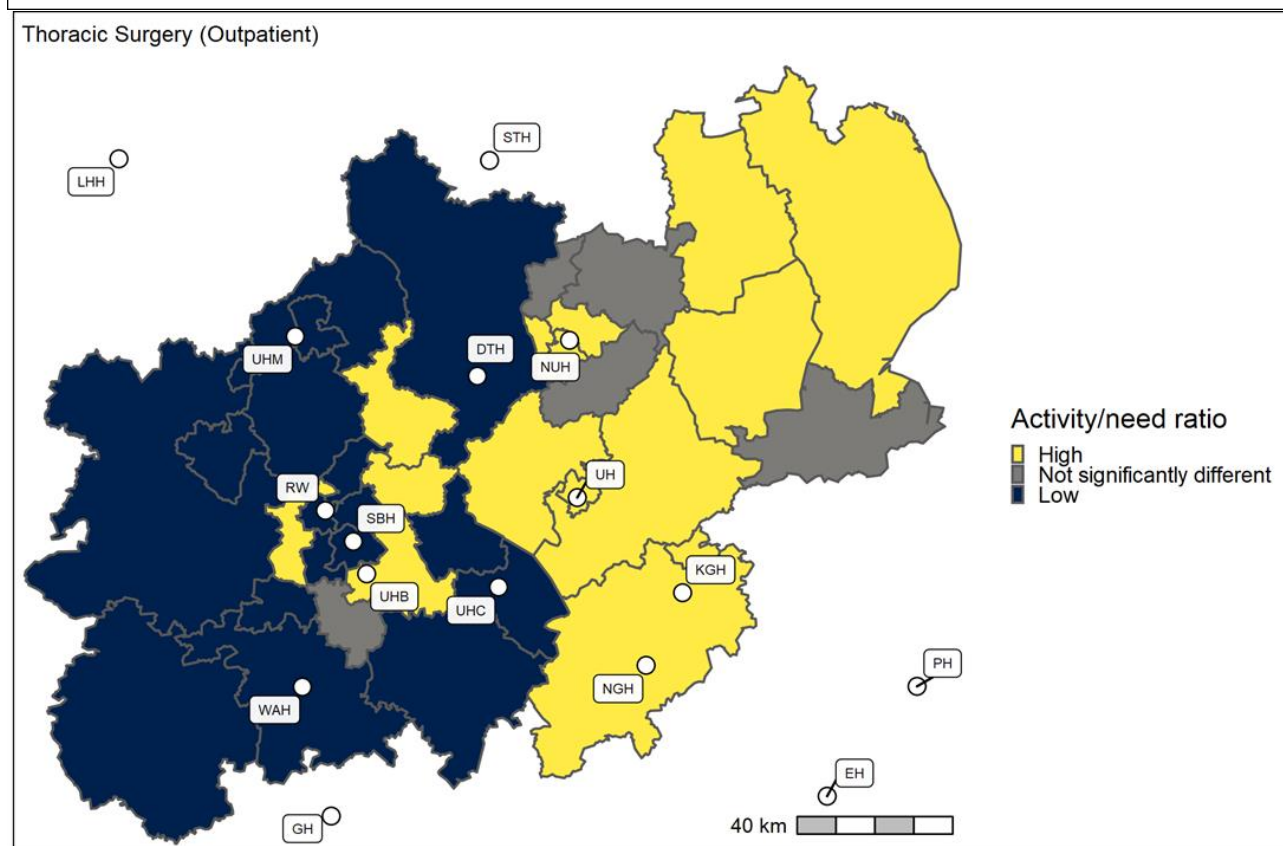 Thoracic Surgery (Outpatient)
STH
LHH
UHM
DTH
NUH
Activity/need ratio
High
Not significantly different
Low
RW
UH
SBH
KGH
UHB
UHC
PH
NGH
WAH
EH
GH
40 km